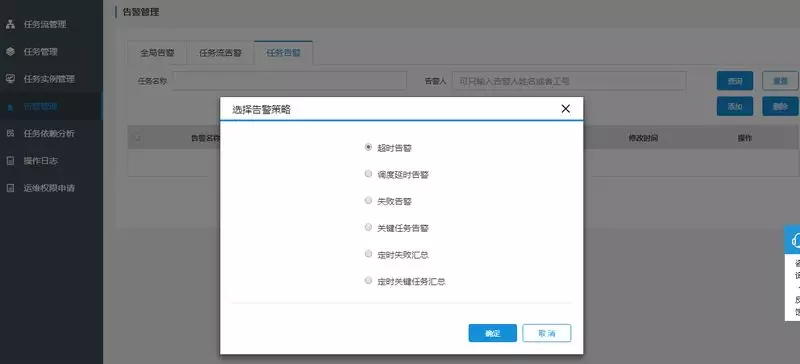 任务流管理
任务管理
任务实例管理
告警管理
任务依赖分析
操作日志
运维权限申请
告警管理
全局告警 任务流告警 任务告警
任务名称 告警人 可只输入告警人姓名或者工号 查询 重置
添加 删除
告警名称 修改时间 操作
选择告警策略
超时告警
调度延时告警
失败告警
关键任务告警
定时失败汇总
定时关键任务汇总
确定 取消